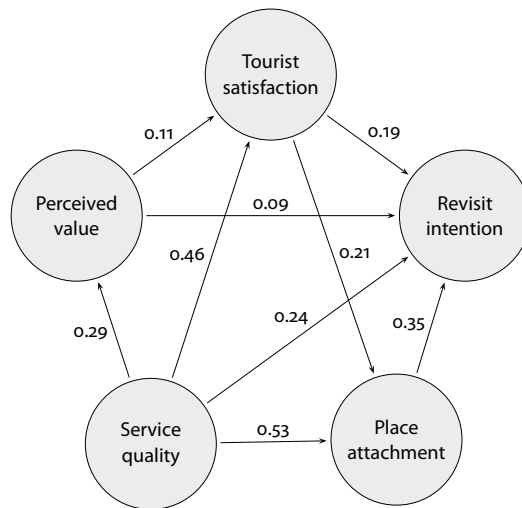 Tourist
satisfaction
0.11
0.19
Perceived
value
0.09
Revisit
intention
0.46
0.21
0.29
0.24
0.35
Service
quality
0.53
Place
attachment